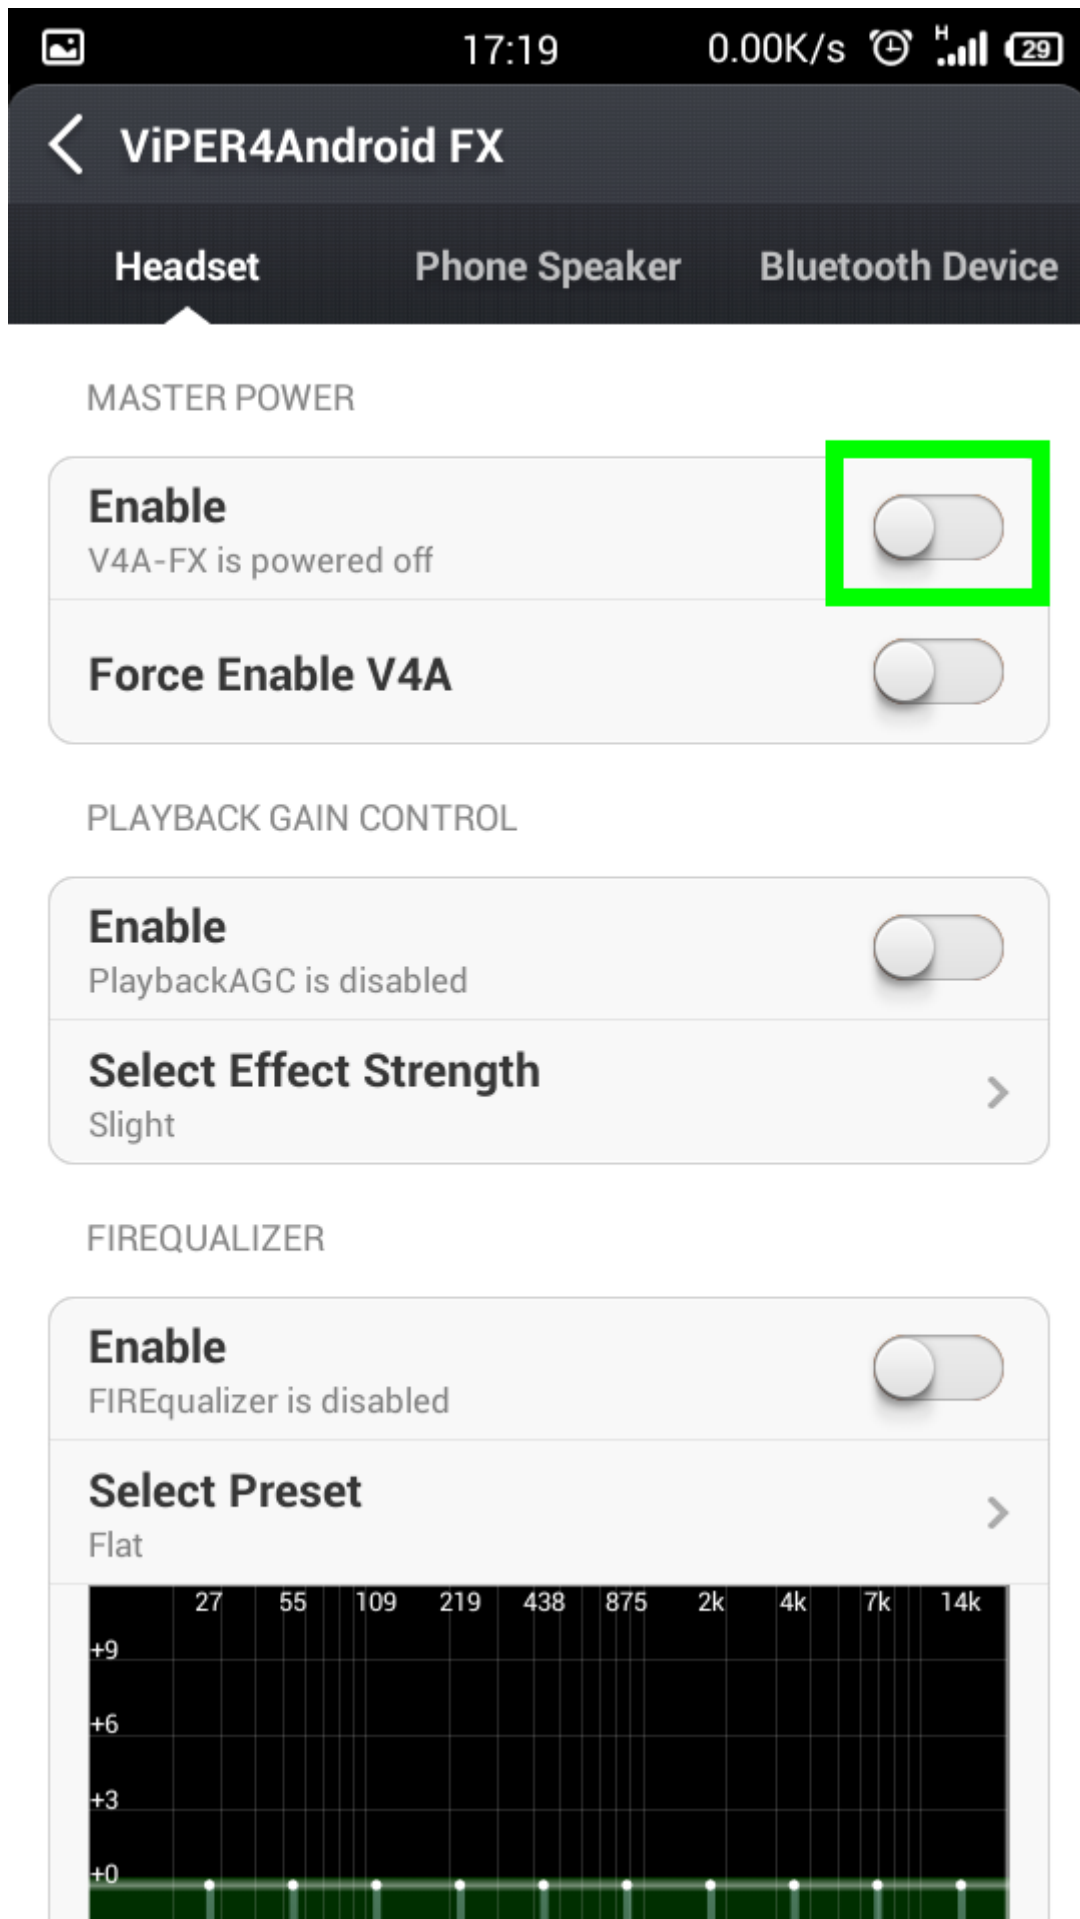 17:19 0.00K/s H 29
ViPER4Android FX
Headset Phone Speaker Bluetooth Device
MASTER POWER
Enable
V4A-FX is powered off
Force Enable V4A
PLAYBACK GAIN CONTROL
Enable
PlaybackAGC is disabled
Select Effect Strength
Slight
FIREQUALIZER
Enable
FIREqualizer is disabled
Select Preset
Flat
27 55 109 219 438 875 2k 4k 7k 14k
+9
+6
+3
+0